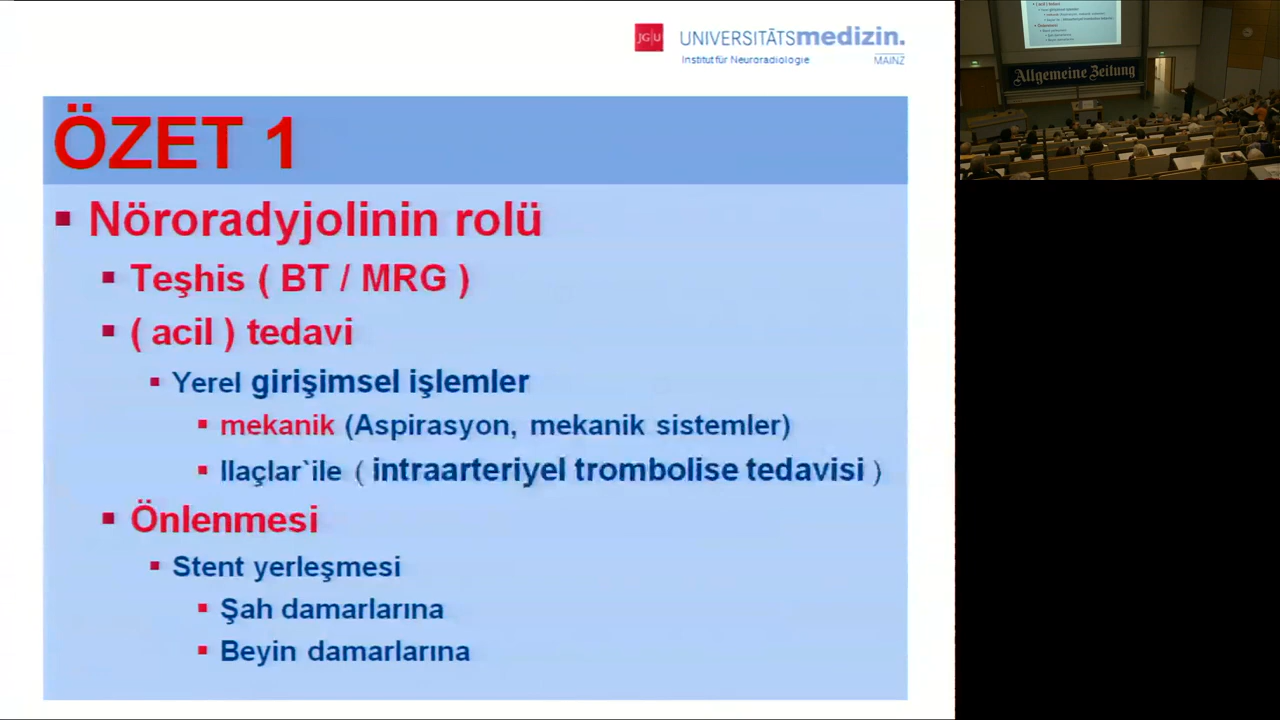 JG|U UNIVERSITÄTSmedizin.
Institut für Neuroradiologie MAINZ
ÖZET 1
Nöroradyjolinin rolü
Teşhis ( BT / MRG )
( acil ) tedavi
Yerel girişimsel işlemler
mekanik (Aspirasyon, mekanik sistemler)
Ilaçlar`ile ( intraarteriyel trombolise tedavisi )
Önlenmesi
Stent yerleşmesi
Şah damarlarına
Beyin damarlarına
Allgemeine Zeitung